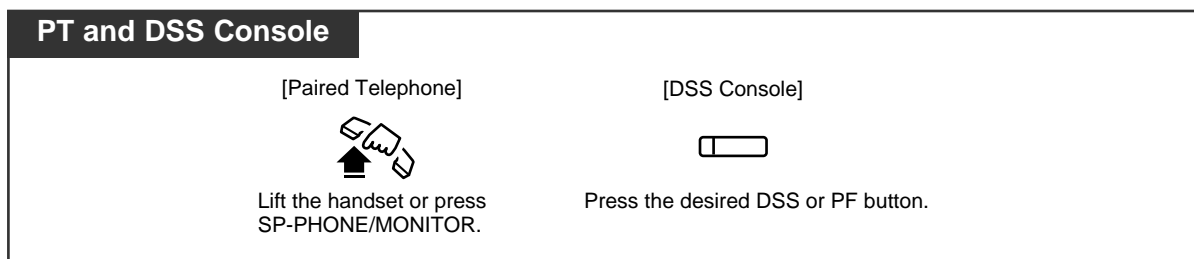 PT and DSS Console
[Paired Telephone]
[DSS Console]
Lift the handset or press
SP-PHONE/MONITOR.
Press the desired DSS or PF button.